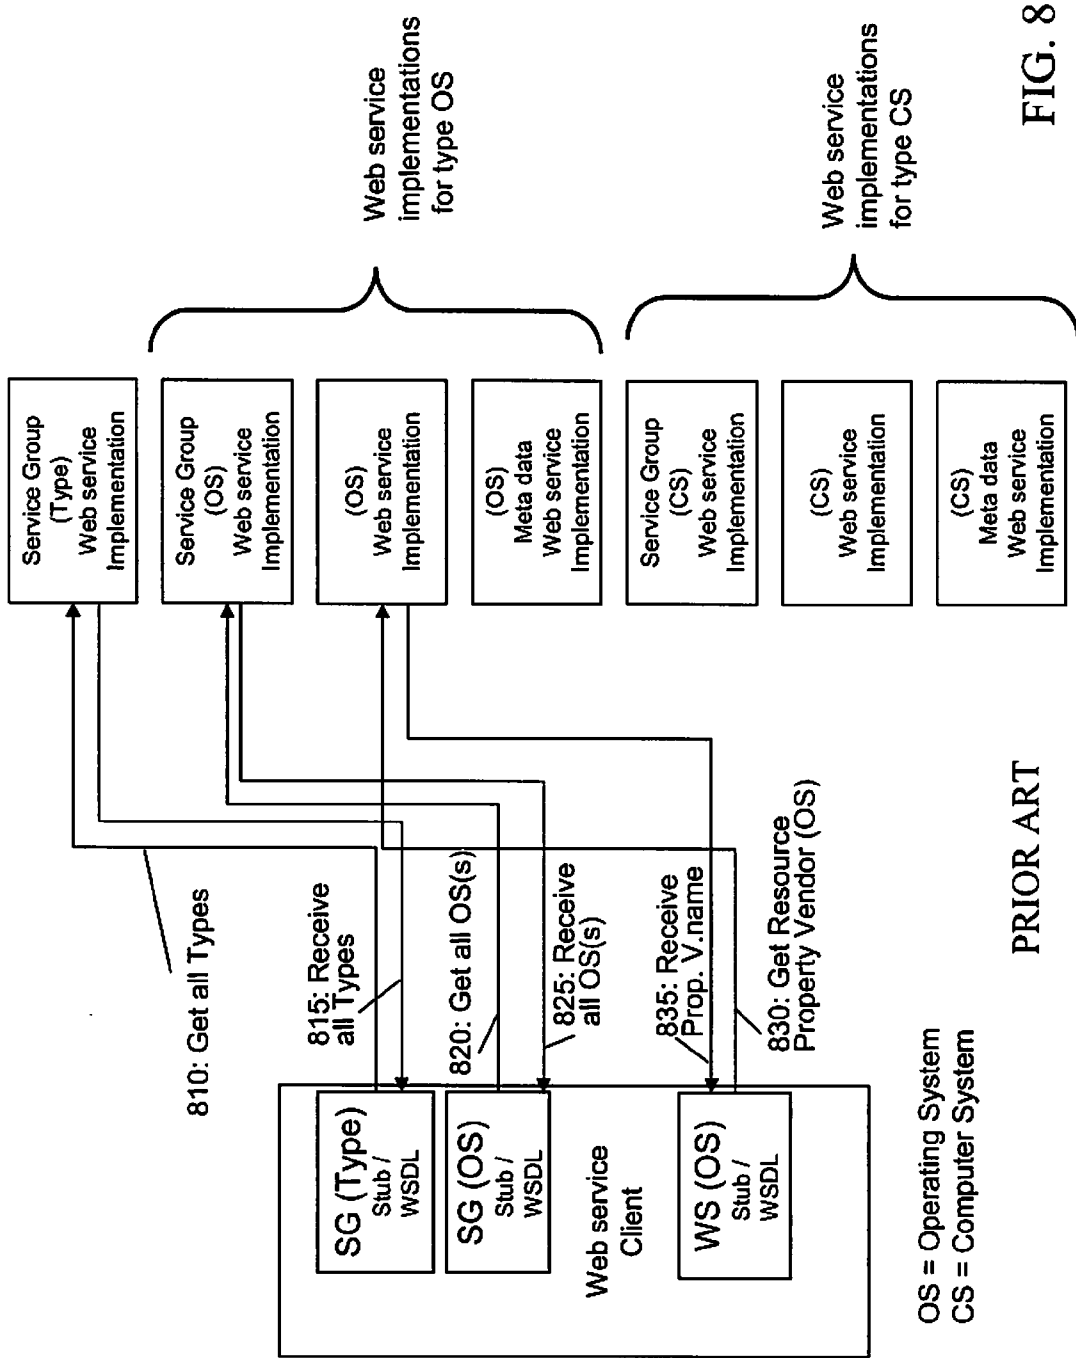 Web service
Client
SG (Type)
Stub /
WSDL
SG (OS)
Stub /
WSDL
WS (OS)
Stub /
WSDL
810: Get all Types
815: Receive
all Types
820: Get all OS(s)
825: Receive
all OS(s)
835: Receive
Prop. V.name
830: Get Resource
Property Vendor (OS)
Service Group
(Type)
Web service
Implementation
Service Group
(OS)
Web service
Implementation
(OS)
Web service
Implementation
(OS)
Meta data
Web service
Implementation
Service Group
(CS)
Web service
Implementation
(CS)
Web service
Implementation
(CS)
Meta data
Web service
Implementation
Web service
implementations
for type OS
Web service
implementations
for type CS
OS = Operating System
CS = Computer System
PRIOR ART
FIG. 8